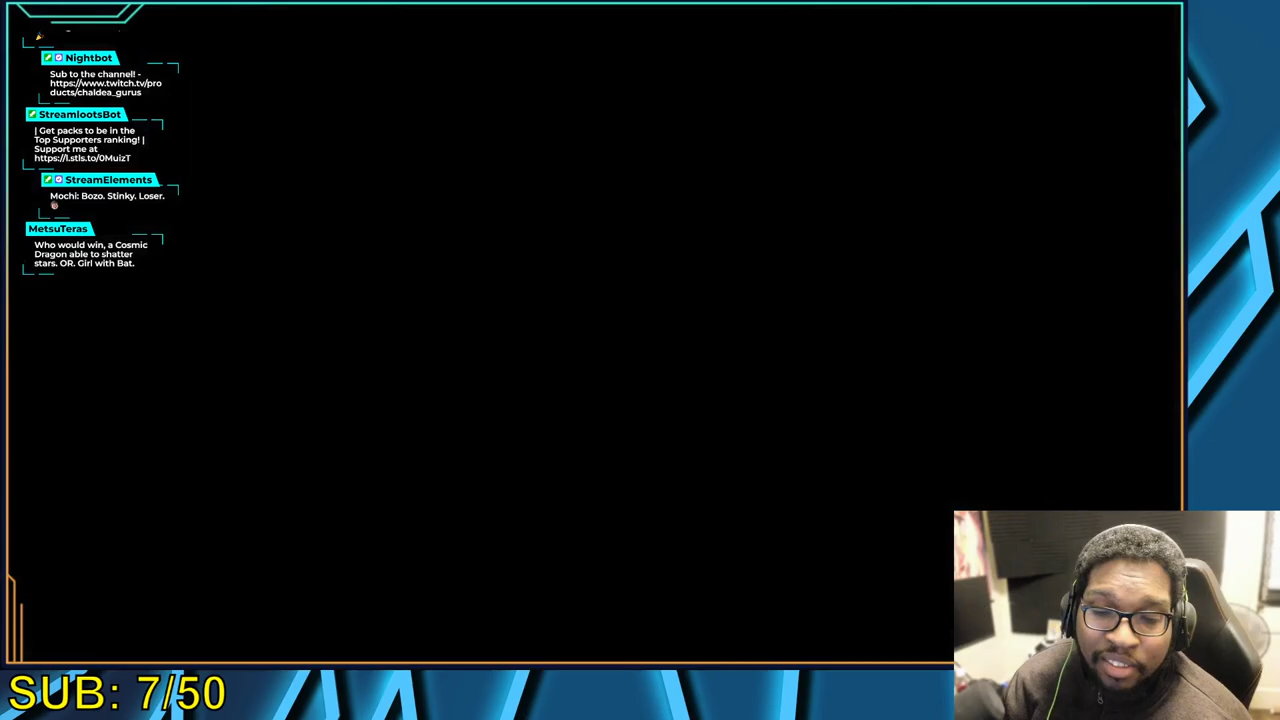 Nightbot
Sub to the channel! -
https://www.twitch.tv/pro
ducts/chaldea_gurus
StreamlootsBot
| Get packs to be in the
Top Supporters ranking! |
Support me at
https://l.stls.to/0MuizT
StreamElements
Mochi: Bozo. Stinky. Loser.
MetsuTeras
Who would win, a Cosmic
Dragon able to shatter
stars. OR. Girl with Bat.
SUB: 7/50